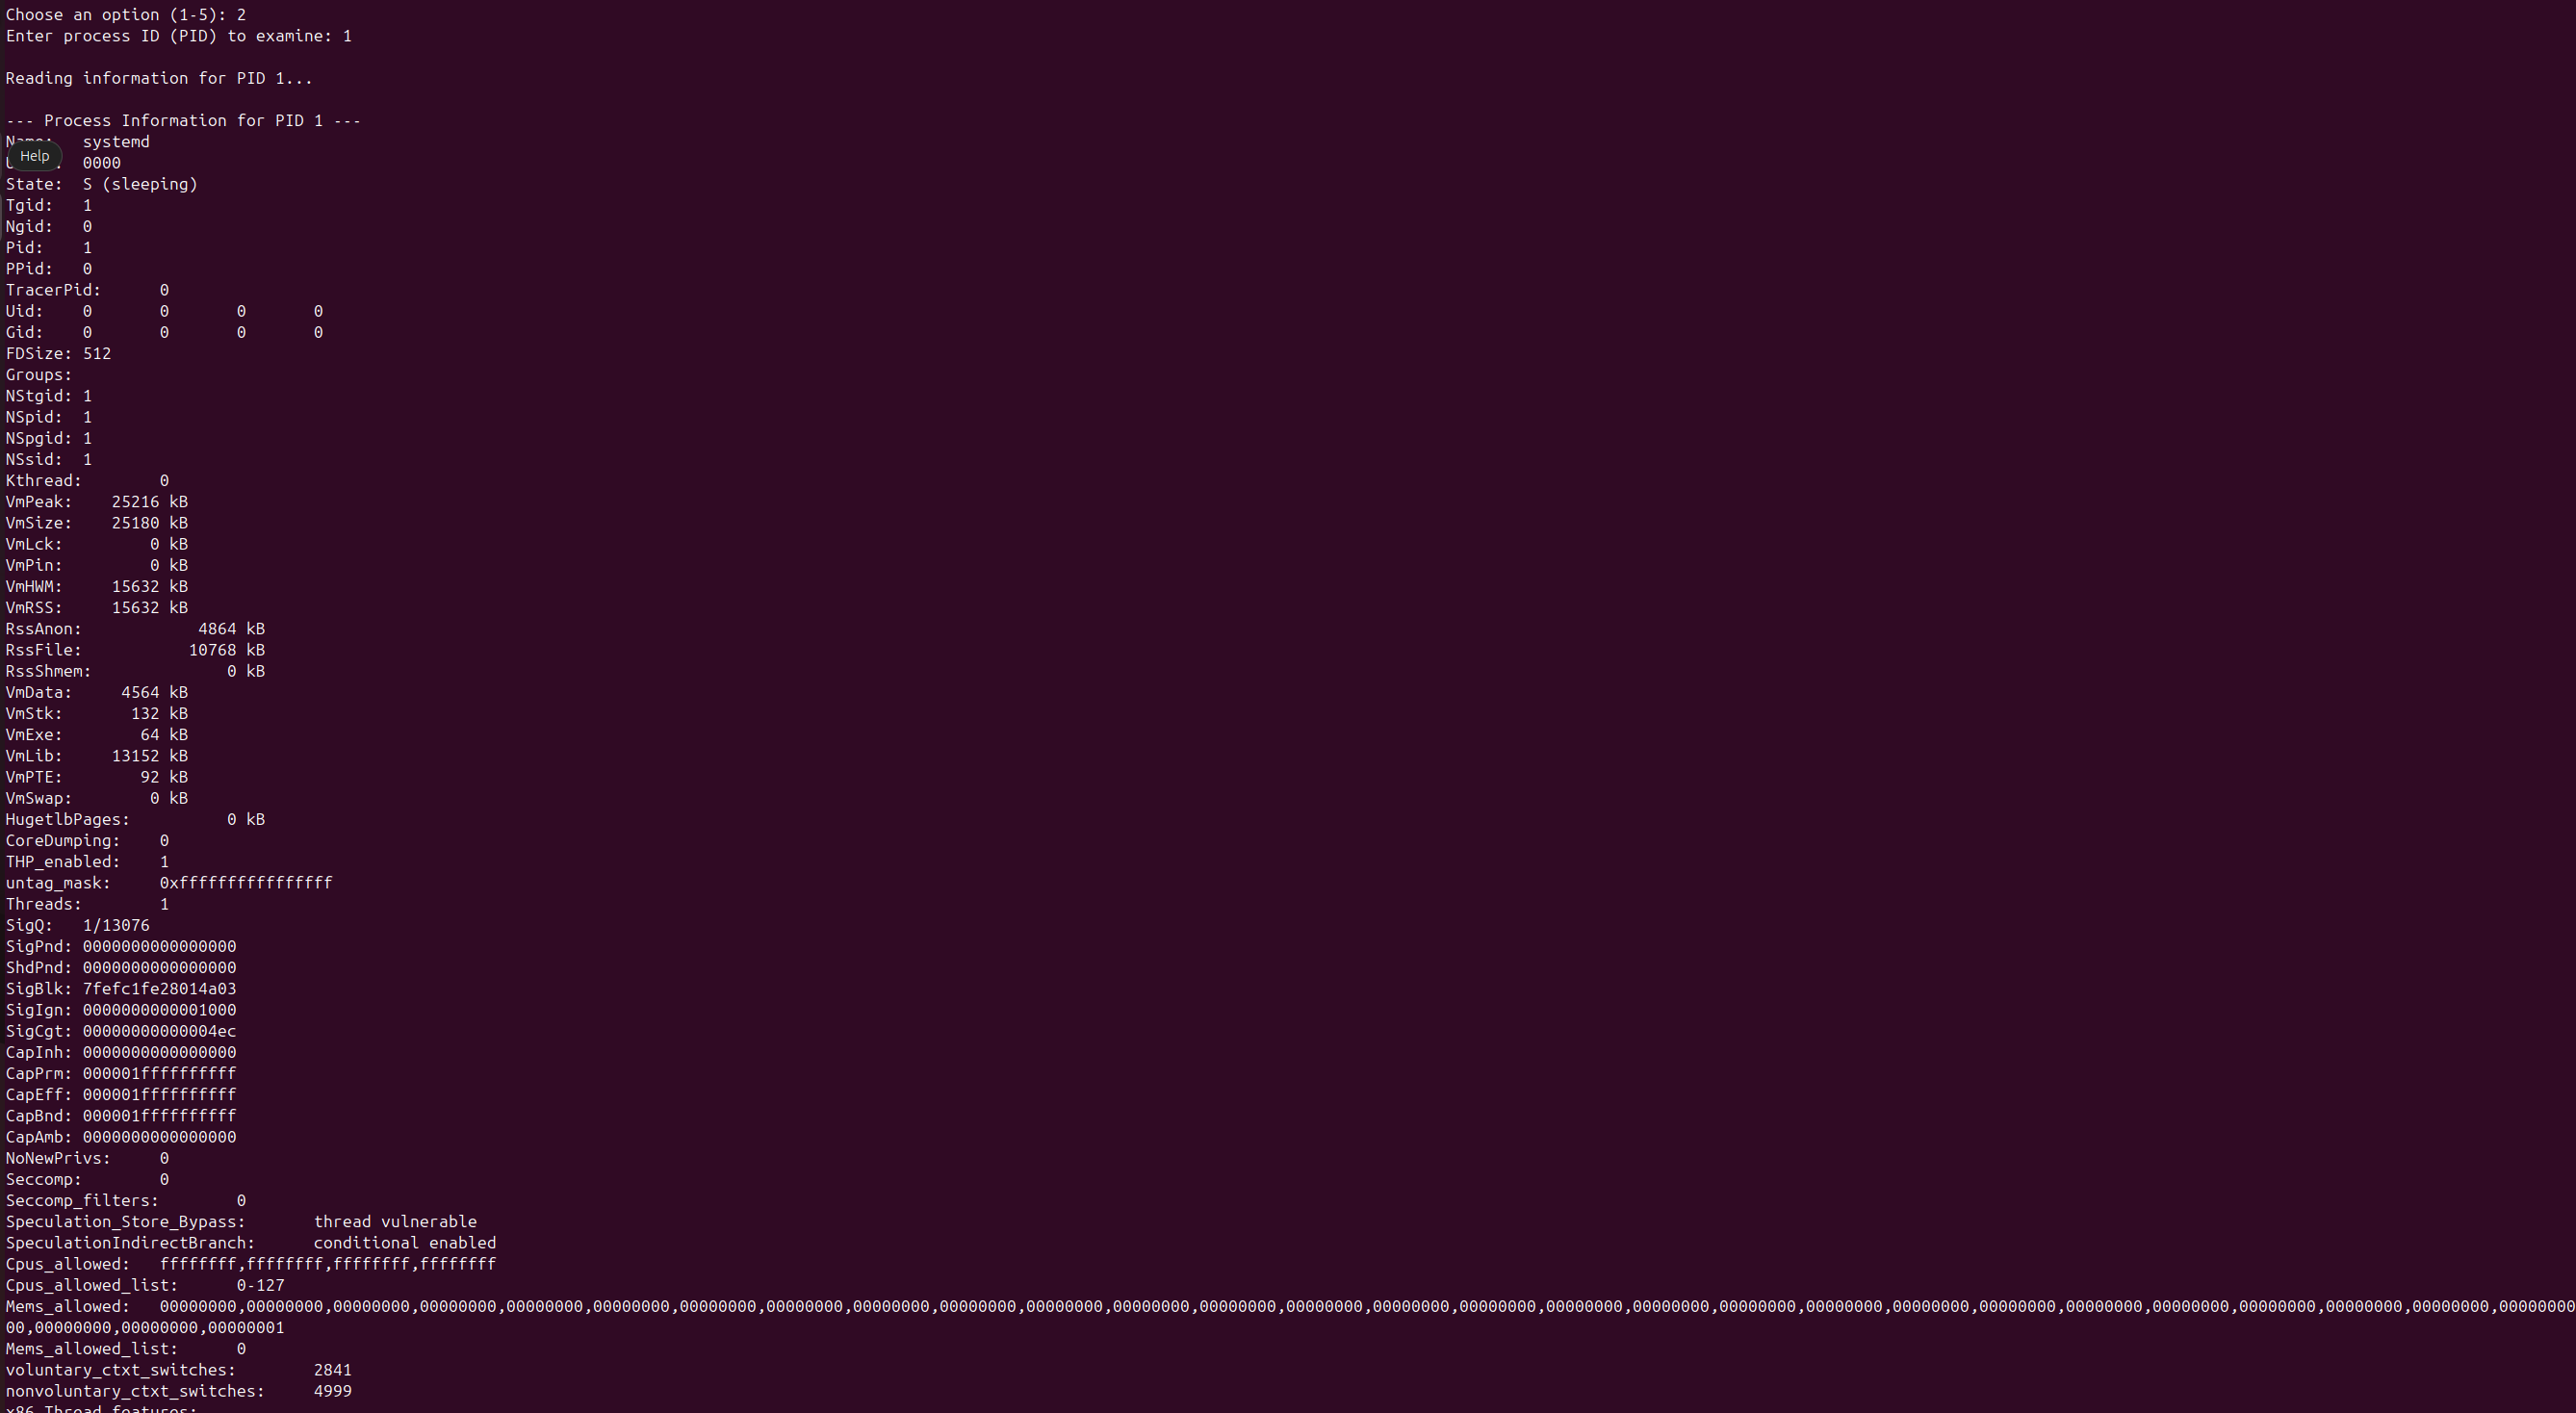 Choose an option (1-5): 2
Enter process ID (PID) to examine: 1
Reading information for PID 1...
--- Process Information for PID 1 ---
systemd
Help
0000
State: S (sleeping)
Tgid: 1
Ngid: 0
Pid: 1
PPid: 0
TracerPid: 0
Uid: 0 0 0 0
Gid: 0 0 0 0
FDSize: 512
Groups:
NStgid: 1
NSpid: 1
NSpgid: 1
NSsid: 1
Kthread: 0
VmPeak: 25216 kB
VmSize: 25180 kB
VmLck: 0 kB
VmPin: 0 kB
VmHWM: 15632 kB
VmRSS: 15632 kB
RssAnon: 4864 kB
RssFile: 10768 kB
RssShmem: 0 kB
VmData: 4564 kB
VmStk: 132 kB
VmExe: 64 kB
VmLib: 13152 kB
VmPTE: 92 kB
VmSwap: 0 kB
HugetlbPages: 0 kB
CoreDumping: 0
THP_enabled: 1
untag_mask: 0xffffffffffffffff
Threads: 1
SigQ: 1/13076
SigPnd: 0000000000000000
ShdPnd: 0000000000000000
SigBlk: 7fefc1fe28014a03
SigIgn: 0000000000001000
SigCgt: 00000000000004ec
CapInh: 0000000000000000
CapPrm: 000001ffffffffff
CapEff: 000001ffffffffff
CapBnd: 000001ffffffffff
CapAmb: 0000000000000000
NoNewPrivs: 0
Seccomp: 0
Seccomp_filters: 0
Speculation_Store_Bypass: thread vulnerable
SpeculationIndirectBranch: conditional enabled
Cpus_allowed: ffffffff,ffffffff,ffffffff,ffffffff
Cpus_allowed_list: 0-127
Mems_allowed: 00000000,00000000,00000000,00000000,00000000,00000000,00000000,00000000,00000000,00000000,00000000,00000000,00000000,00000000,00000000,00000000,00000000,00000000,00000000,00000000,00000000,00000000,00000000,00000000,00000000,00000000,00000000,00000000
00,00000000,00000000,00000001
Mems_allowed_list: 0
voluntary_ctxt_switches: 2841
nonvoluntary_ctxt_switches: 4999
x86_Thread_features: